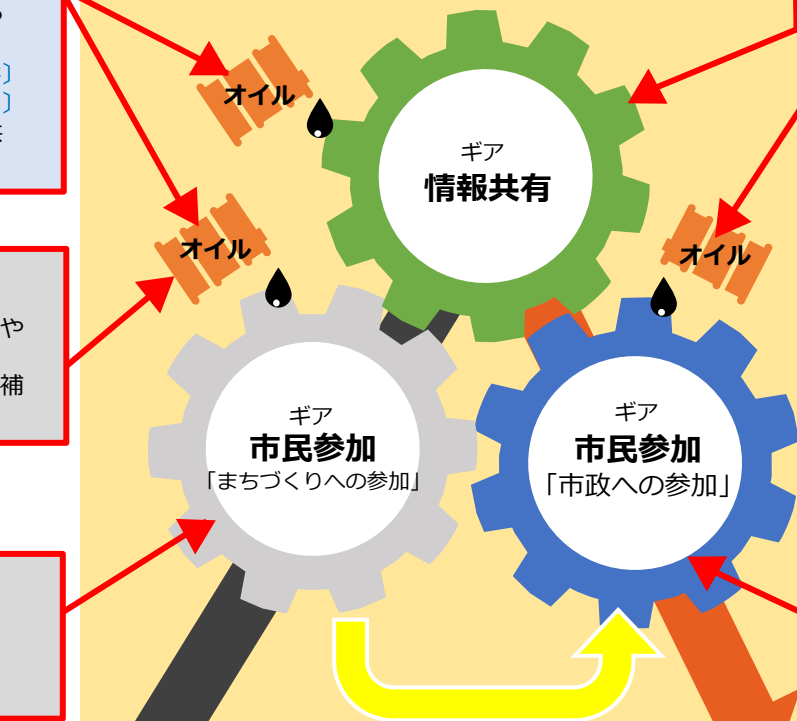 〕
〕
オイル
ギア
情報共有
オイル
オイル
や
補
ギア
市民参加
「まちづくりへの参加」
ギア
市民参加
「市政への参加」